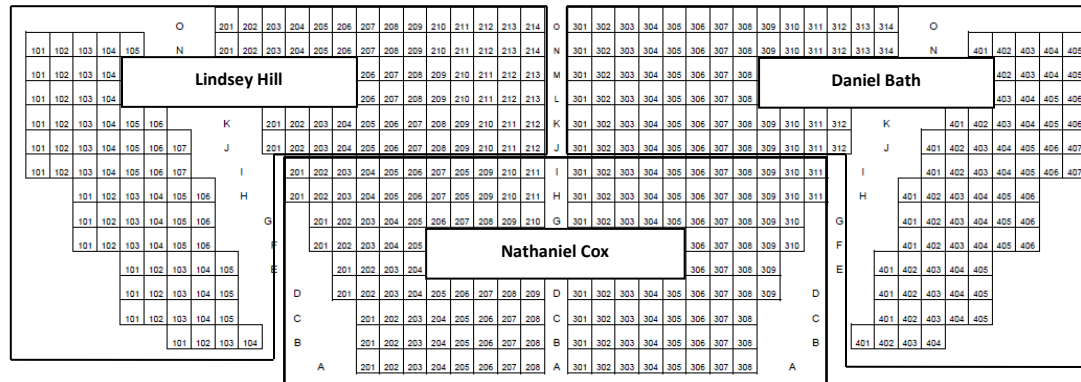 O 201 202 203 204 205 206 207 208 209 210 211 212 213 214 O 301 302 303 304 305 306 307 308 309 310 311 312 313 314 O
101 102 103 104 105 N 201 202 203 204 205 206 207 208 209 210 211 212 213 214 N 301 302 303 304 305 306 307 308 309 310 311 312 313 314 N 401 402 403 404 405
101 102 103 104 Lindsey Hill 206 207 208 209 210 211 212 213 M 301 302 303 304 305 306 307 308 Daniel Bath 402 403 404 405
101 102 103 104 206 207 208 209 210 211 212 213 L 301 302 303 304 305 306 307 308 403 404 405 406
101 102 103 104 105 106 K 201 202 203 204 205 206 207 208 209 210 211 212 K 301 302 303 304 305 306 307 308 309 310 311 312 K 401 402 403 404 405 406
101 102 103 104 105 106 107 J 201 202 203 204 205 206 207 208 209 210 211 212 J 301 302 303 304 305 306 307 308 309 310 311 312 J 401 402 403 404 405 406 407
101 102 103 104 105 106 107 I 201 202 203 204 205 206 207 208 209 210 211 I 301 302 303 304 305 306 307 308 309 310 311 I 401 402 403 404 405 406 407
101 102 103 104 105 106 H 201 202 203 204 205 206 207 208 209 210 211 H 301 302 303 304 305 306 307 308 309 310 311 H 401 402 403 404 405 406
101 102 103 104 105 106 G 201 202 203 204 205 206 207 208 209 210 G 301 302 303 304 305 306 307 308 309 310 G 401 402 403 404 405 406
101 102 103 104 105 106 F 201 202 203 204 205 Nathaniel Cox 306 307 308 309 310 F 401 402 403 404 405 406
101 102 103 104 105 E 201 202 203 204 306 307 308 309 E 401 402 403 404 405
101 102 103 104 105 D 201 202 203 204 205 206 207 208 209 D 301 302 303 304 305 306 307 308 309 D 401 402 403 404 405
101 102 103 104 105 C 201 202 203 204 205 206 207 208 C 301 302 303 304 305 306 307 308 C 401 402 403 404 405
101 102 103 104 B 201 202 203 204 205 206 207 208 B 301 302 303 304 305 306 307 308 B 401 402 403 404
A 201 202 203 204 205 206 207 208 A 301 302 303 304 305 306 307 308 A